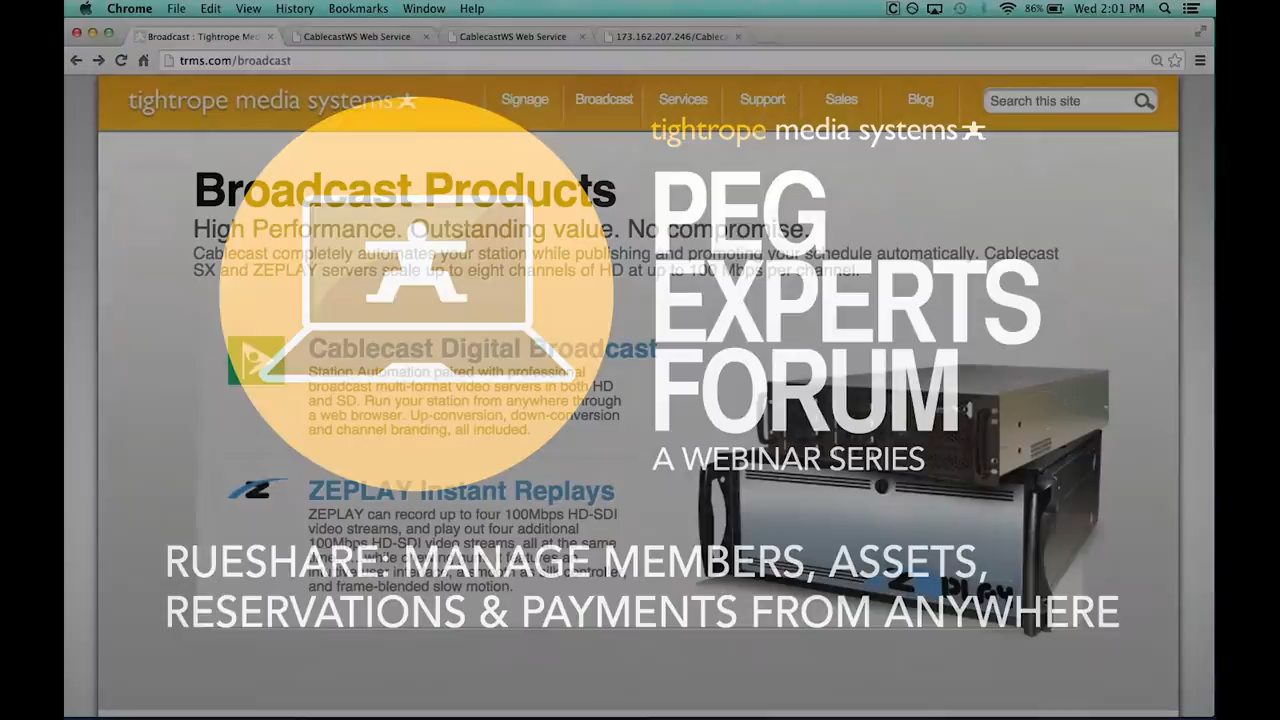 Chrome File Edit View History Bookmarks Window Help 86% Wed 2:01 PM
Broadcast : Tightrope Med CablecastWS Web Service CablecastWS Web Service 173.162.207.246/Cablec
trms.com/broadcast
tightrope media systems Signage Broadcast Services Support Sales Blog Search this site
tightrope media systems
PEG
EXPERTS
FORUM
A WEBINAR SERIES
Broadcast Products
High Performance. Outstanding value. No compromise.
Cablecast completely automates your station while publishing and promoting your schedule automatically. Cablecast
SX and ZEPLAY servers scale up to eight channels of HD at up to 100 Mbps per channel.
Cablecast Digital Broadcast
Station Automation paired with professional
broadcast multi-format video servers in both HD
and SD. Run your station from anywhere through
a web browser. Up-conversion, down-conversion
and channel branding, all included.
ZEPLAY Instant Replays
ZEPLAY can record up to four 100Mbps HD-SDI
video streams, and play out four additional
100Mbps HD-SDI video streams, all at the same
and frame-blended slow motion.
RUESHARE: MANAGE MEMBERS, ASSETS,
RESERVATIONS & PAYMENTS FROM ANYWHERE